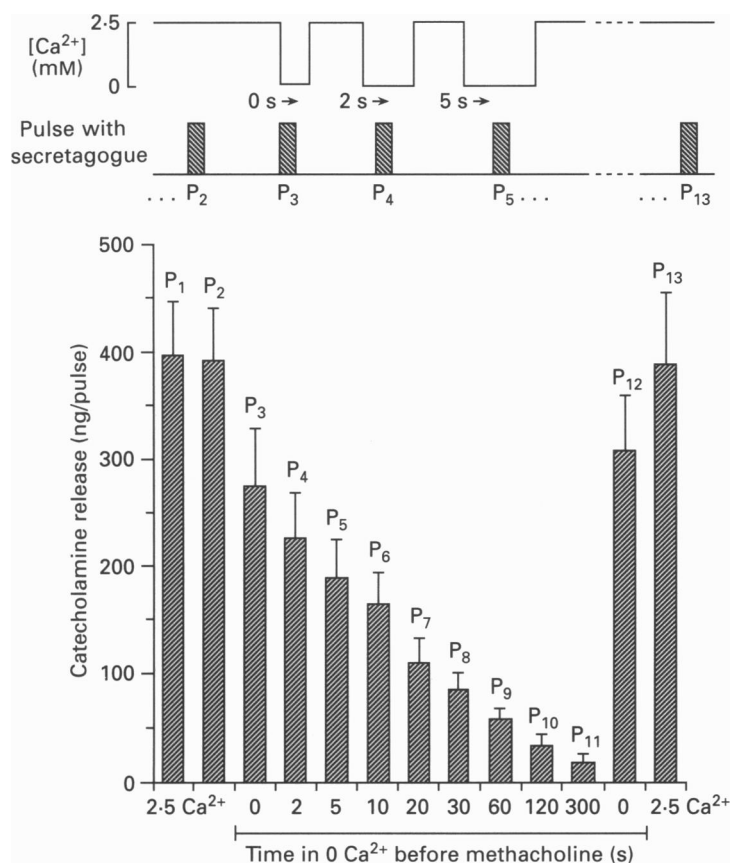 2·5
[Ca²⁺]
(mM)
0
0 s → 2 s → 5 s →
Pulse with
secretagogue
. . . P₂ P₃ P₄ P₅ . . . . . . P₁₃
500
400
300
200
100
0
Catecholamine release (ng/pulse)
P₁ P₂ P₃ P₄ P₅ P₆ P₇ P₈ P₉ P₁₀ P₁₁ P₁₂ P₁₃
2·5 Ca²⁺ 0 2 5 10 20 30 60 120 300 0 2·5 Ca²⁺
Time in 0 Ca²⁺ before methacholine (s)